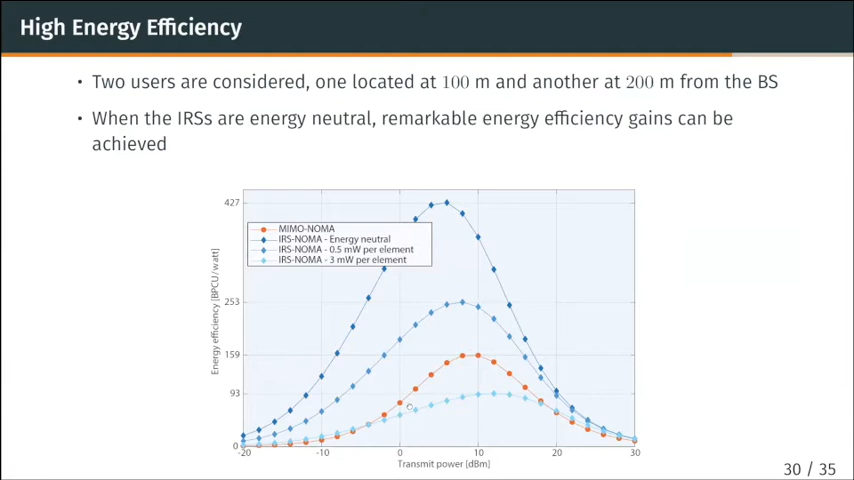 High Energy Efficiency
• Two users are considered, one located at 100 m and another at 200 m from the BS
• When the IRSs are energy neutral, remarkable energy efficiency gains can be
achieved
427
253
159
93
0
Energy efficiency [BPCU/watt]
MIMO-NOMA
IRS-NOMA - Energy neutral
IRS-NOMA - 0.5 mW per element
IRS-NOMA - 3 mW per element
-20 -10 0 10 20 30
Transmit power [dBm]
30 / 35